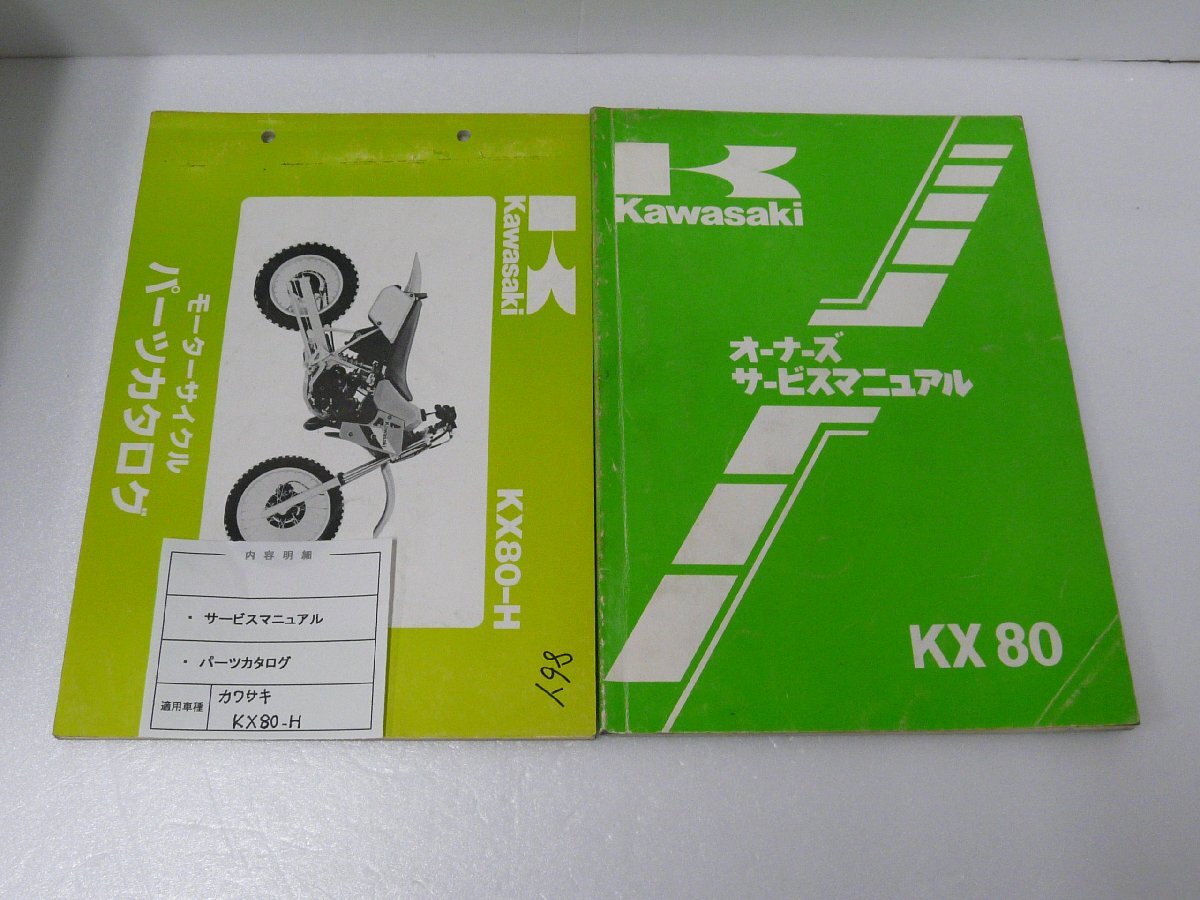 Kawasaki
KX80-H
モーターサイクル
パーツカタログ
内容明細
・ サービスマニュアル
・ パーツカタログ
適用車種
カワサキ
KX80-H
Kawasaki
オーナーズ
サービスマニュアル
KX 80